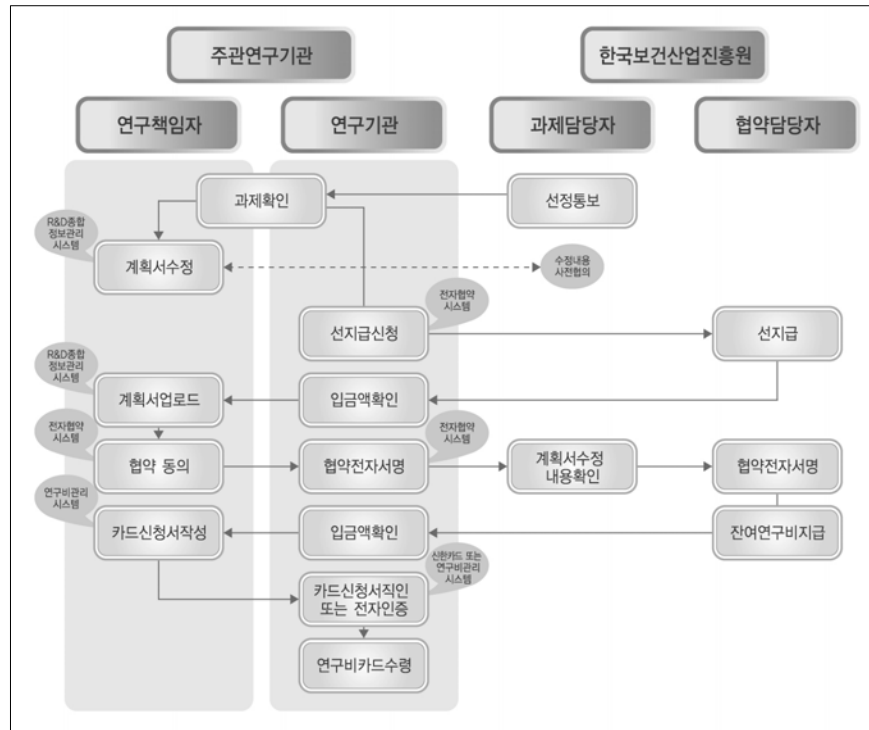 주관연구기관
한국보건산업진흥원
연구책임자
연구기관
과제담당자
협약담당자
과제확인
선정통보
R&D종합
정보관리
시스템
계획서수정
수정내용
사전협의
전자협약
시스템
선지급신청
선지급
R&D종합
정보관리
시스템
계획서업로드
입금액확인
전자협약
시스템
전자협약
시스템
협약 동의
협약전자서명
계획서수정
내용확인
협약전자서명
연구비관리
시스템
카드신청서작성
입금액확인
잔여연구비지급
신한카드 또는
연구비관리
시스템
카드신청서직인
또는 전자인증
연구비카드수령